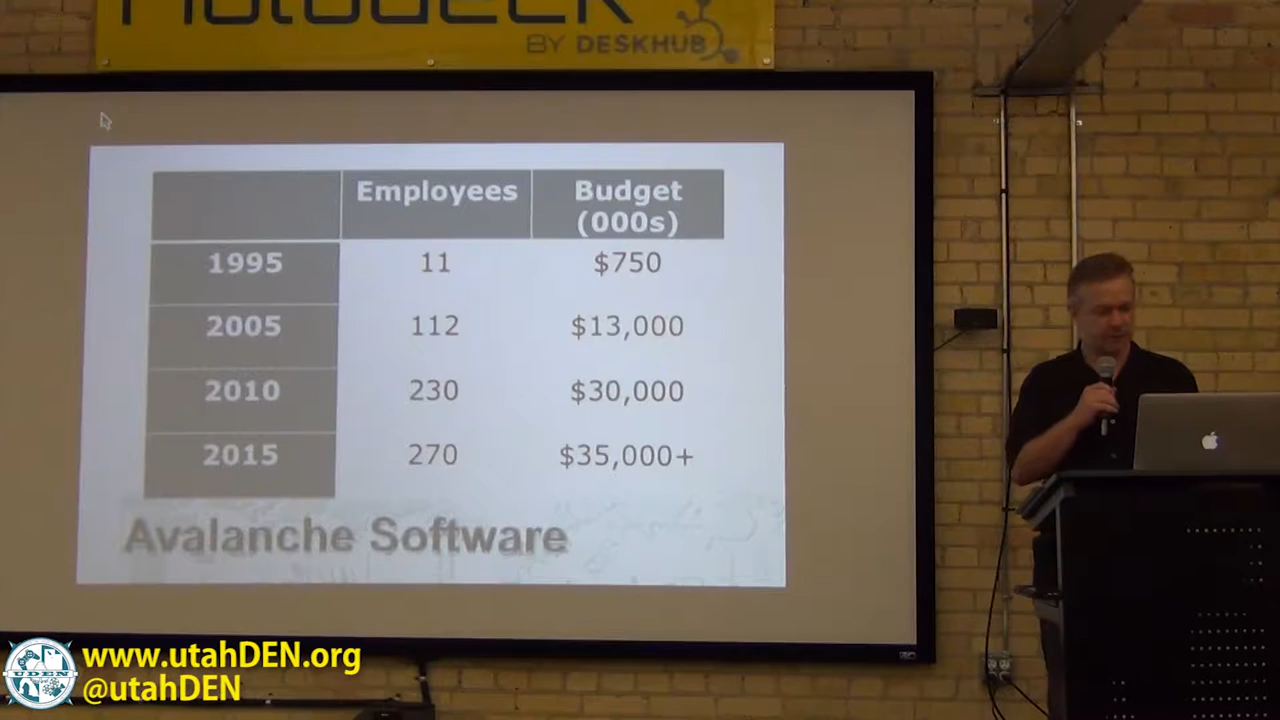 BY DESKHUB
Employees
Budget
(000s)
1995
11
$750
2005
112
$13,000
2010
230
$30,000
2015
270
$35,000+
Avalanche Software
UDEN
www.utahDEN.org
@utahDEN